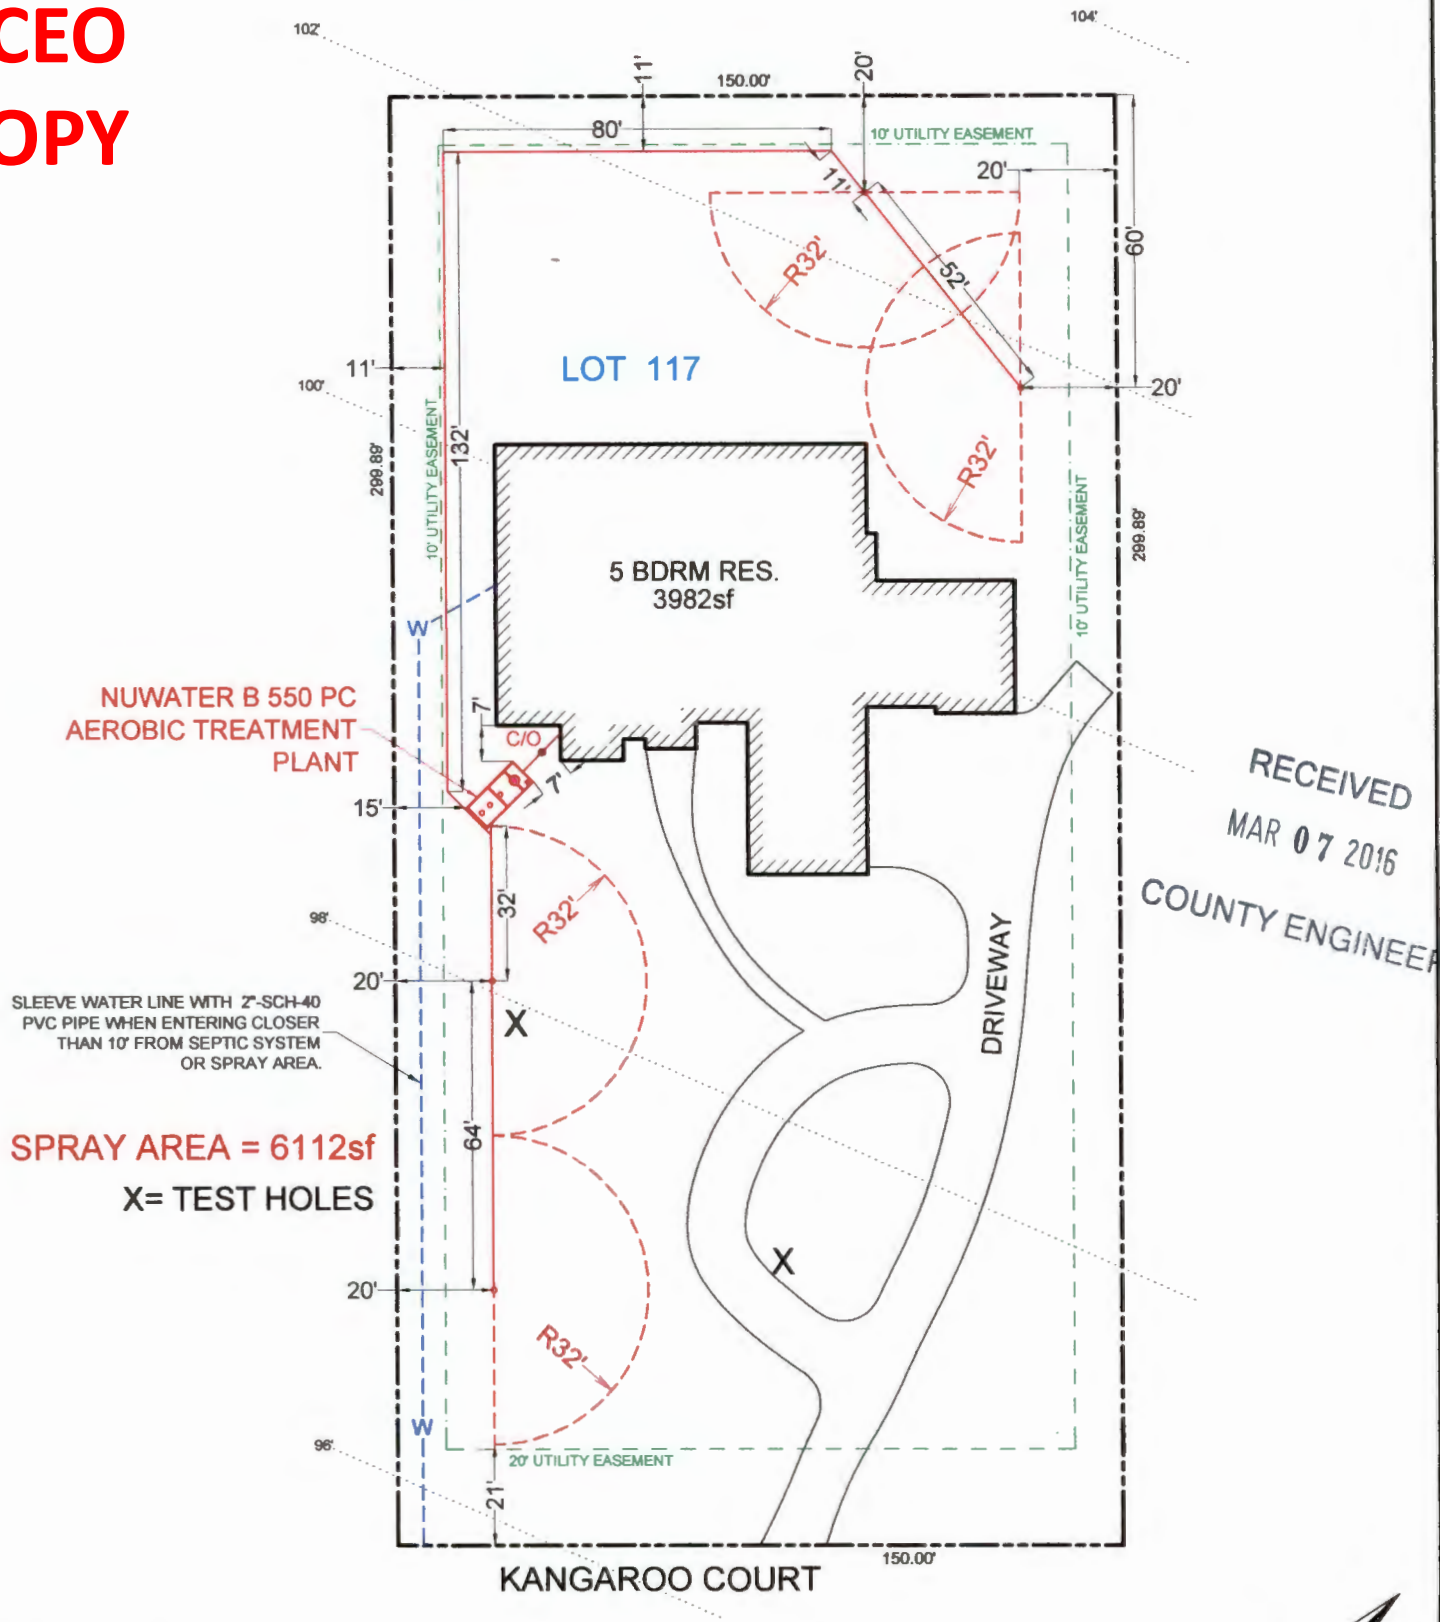 CEO
OPY
102'
104'
11'
150.00'
20'
80'
10' UTILITY EASEMENT
20'
11'
R32'
52'
60'
LOT 117
11'
20'
100'
299.89'
10' UTILITY EASEMENT
132'
R32'
10' UTILITY EASEMENT
299.89'
5 BDRM RES.
3982sf
W
NUWATER B 550 PC
AEROBIC TREATMENT
PLANT
7'
C/O
7'
15'
RECEIVED
MAR 07 2016
COUNTY ENGINEER
32'
R32'
98'
20'
DRIVEWAY
SLEEVE WATER LINE WITH 2"-SCH-40
PVC PIPE WHEN ENTERING CLOSER
THAN 10' FROM SEPTIC SYSTEM
OR SPRAY AREA.
X
64'
SPRAY AREA = 6112sf
X= TEST HOLES
X
20'
R32'
W
96'
20' UTILITY EASEMENT
21'
150.00'
KANGAROO COURT